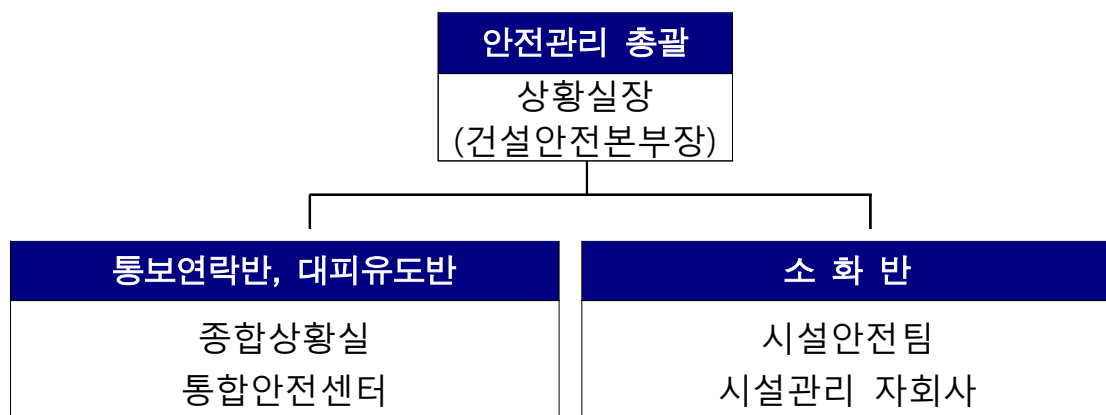 안전관리 총괄
상황실장
(건설안전본부장)
통보연락반, 대피유도반
종합상황실
통합안전센터
소 화 반
시설안전팀
시설관리 자회사